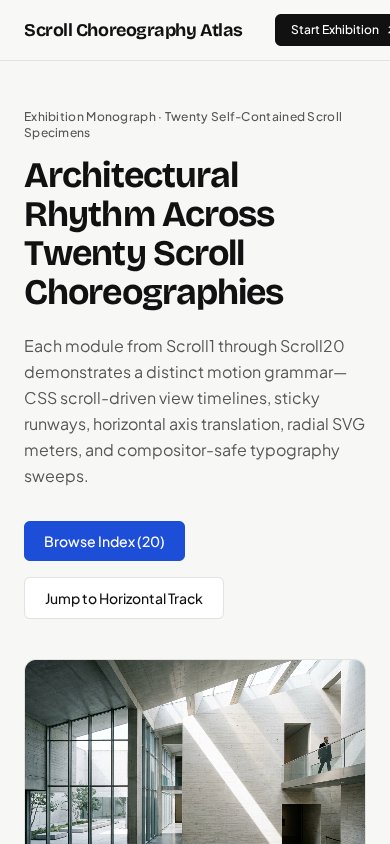 Scroll Choreography Atlas
Start Exhibition
Exhibition Monograph · Twenty Self-Contained Scroll
Specimens
Architectural
Rhythm Across
Twenty Scroll
Choreographies
Each module from Scroll1 through Scroll20
demonstrates a distinct motion grammar—
CSS scroll-driven view timelines, sticky
runways, horizontal axis translation, radial SVG
meters, and compositor-safe typography
sweeps.
Browse Index (20)
Jump to Horizontal Track